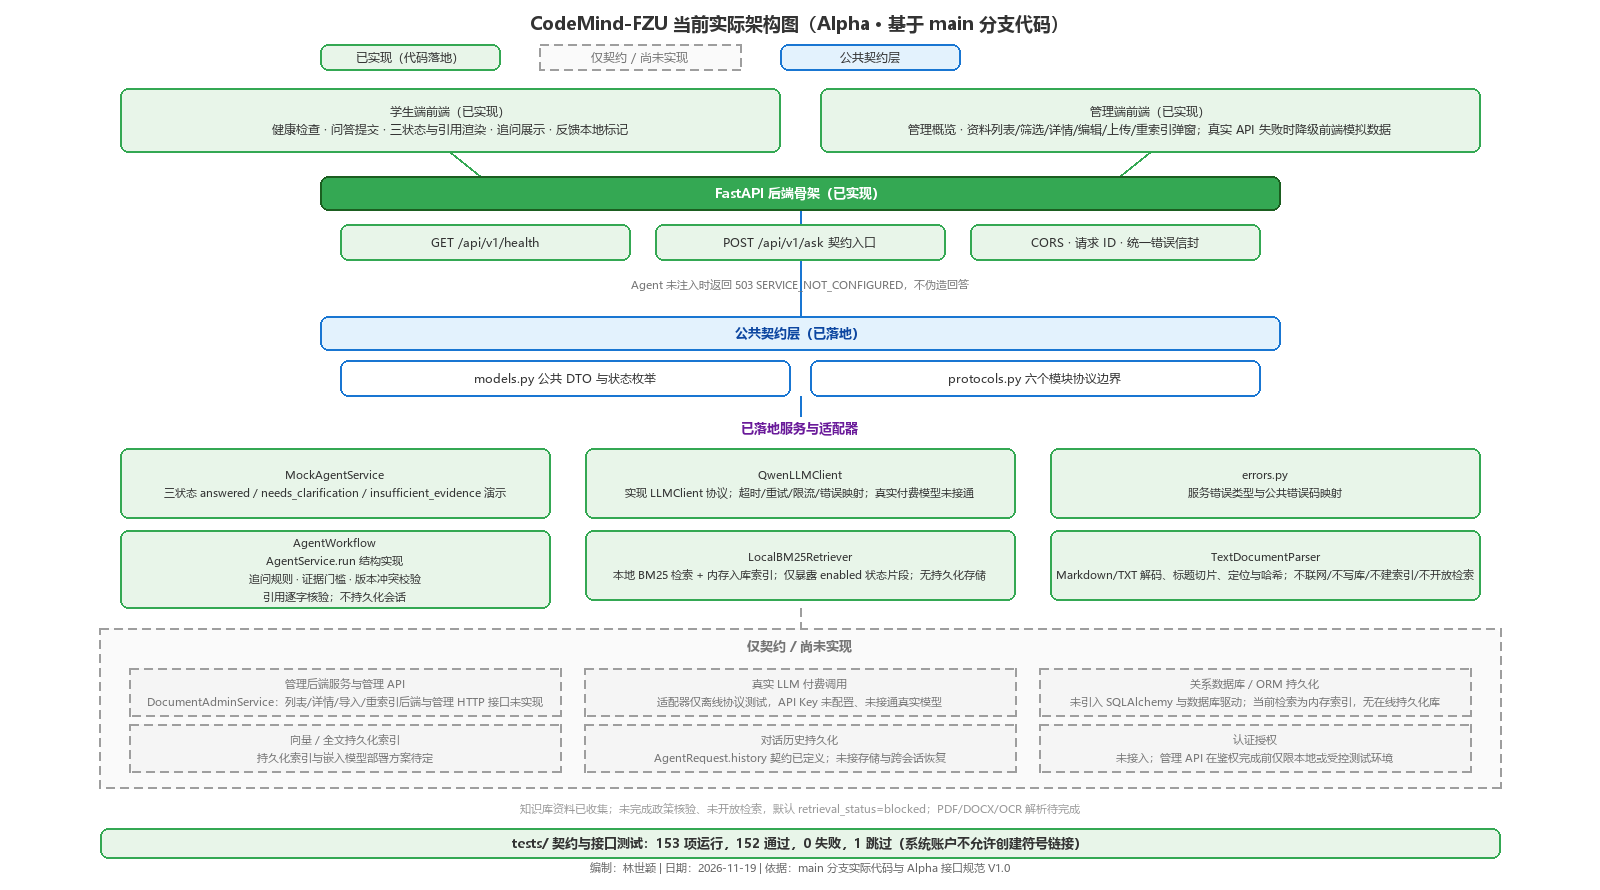 CodeMind-FZU 当前实际架构图（Alpha · 基于 main 分支代码）
已实现（代码落地）
仅契约 / 尚未实现
公共契约层
学生端前端（已实现）
健康检查 · 问答提交 · 三状态与引用渲染 · 追问展示 · 反馈本地标记
管理端前端（已实现）
管理概览 · 资料列表/筛选/详情/编辑/上传/重索引弹窗；真实 API 失败时降级前端模拟数据
FastAPI 后端骨架（已实现）
GET /api/v1/health
POST /api/v1/ask 契约入口
CORS · 请求 ID · 统一错误信封
Agent 未注入时返回 503 SERVICE_NOT_CONFIGURED，不伪造回答
公共契约层（已落地）
models.py 公共 DTO 与状态枚举
protocols.py 六个模块协议边界
已落地服务与适配器
MockAgentService
三状态 answered / needs_clarification / insufficient_evidence 演示
QwenLLMClient
实现 LLMClient 协议；超时/重试/限流/错误映射；真实付费模型未接通
errors.py
服务错误类型与公共错误码映射
AgentWorkflow
AgentService.run 结构实现
追问规则 · 证据门槛 · 版本冲突校验
引用逐字核验；不持久化会话
LocalBM25Retriever
本地 BM25 检索 + 内存入库索引；仅暴露 enabled 状态片段；无持久化存储
TextDocumentParser
Markdown/TXT 解码、标题切片、定位与哈希；不联网/不写库/不建索引/不开放检索
仅契约 / 尚未实现
管理后端服务与管理 API
DocumentAdminService：列表/详情/导入/重索引后端与管理 HTTP 接口未实现
真实 LLM 付费调用
适配器仅离线协议测试，API Key 未配置、未接通真实模型
关系数据库 / ORM 持久化
未引入 SQLAlchemy 与数据库驱动；当前检索为内存索引，无在线持久化库
向量 / 全文持久化索引
持久化索引与嵌入模型部署方案待定
对话历史持久化
AgentRequest.history 契约已定义；未接存储与跨会话恢复
认证授权
未接入；管理 API 在鉴权完成前仅限本地或受控测试环境
知识库资料已收集；未完成政策核验、未开放检索，默认 retrieval_status=blocked；PDF/DOCX/OCR 解析待完成
tests/ 契约与接口测试：153 项运行，152 通过，0 失败，1 跳过（系统账户不允许创建符号链接）
编制：林世颖 | 日期：2026-11-19 | 依据：main 分支实际代码与 Alpha 接口规范 V1.0